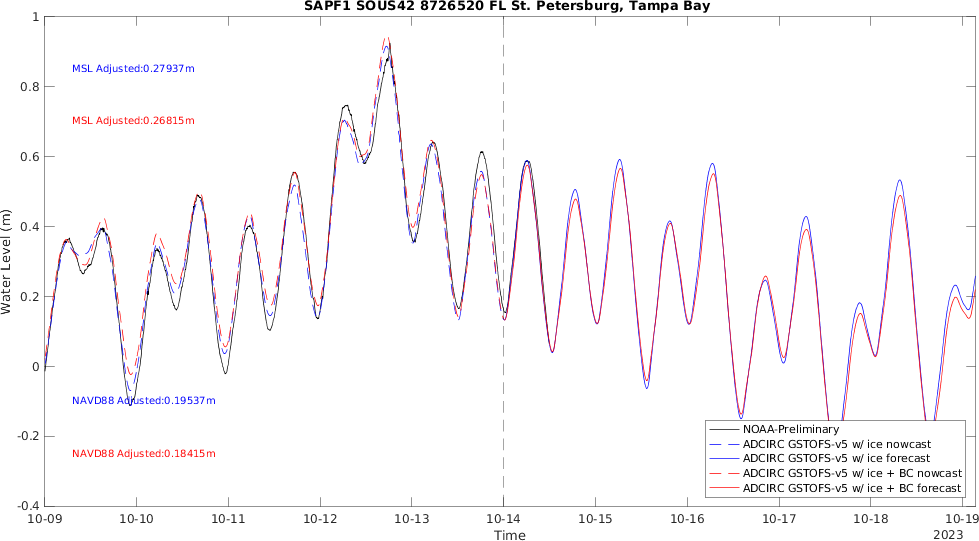 SAPF1 SOUS42 8726520 FL St. Petersburg, Tampa Bay
1
0.8
0.6
0.4
0.2
0
-0.2
-0.4
Water Level (m)
MSL Adjusted:0.27937m
MSL Adjusted:0.26815m
NAVD88 Adjusted:0.19537m
NAVD88 Adjusted:0.18415m
NOAA-Preliminary
ADCIRC GSTOFS-v5 w/ ice nowcast
ADCIRC GSTOFS-v5 w/ ice forecast
ADCIRC GSTOFS-v5 w/ ice + BC nowcast
ADCIRC GSTOFS-v5 w/ ice + BC forecast
10-09 10-10 10-11 10-12 10-13 10-14 10-15 10-16 10-17 10-18 10-19
Time
2023